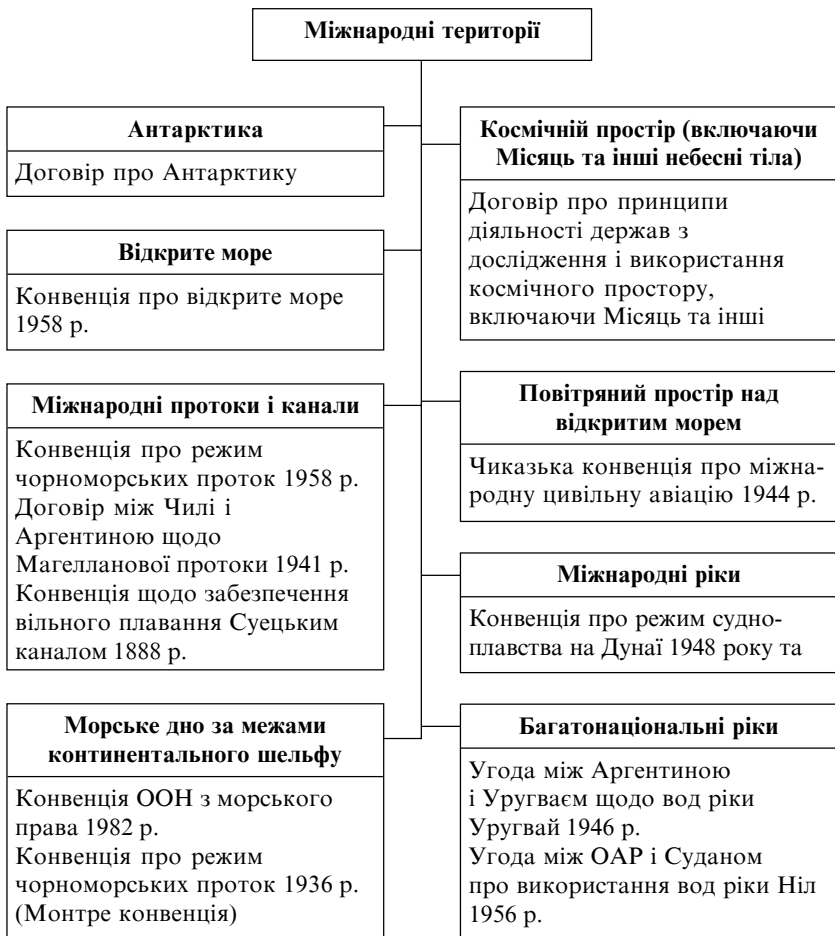 Міжнародні території
Антарктика
Договір про Антарктику
Відкрите море
Конвенція про відкрите море
1958 р.
Міжнародні протоки і канали
Конвенція про режим
чорноморських проток 1958 р.
Договір між Чилі і
Аргентиною щодо
Магелланової протоки 1941 р.
Конвенція щодо забезпечення
вільного плавання Суецьким
каналом 1888 р.
Морське дно за межами
континентального шельфу
Конвенція ООН з морського
права 1982 р.
Конвенція про режим
чорноморських проток 1936 р.
(Монтре конвенція)
Космічній простір (включаючи
Місяць та інші небесні тіла)
Договір про принципи
діяльності держав з
дослідження і використання
космічного простору,
включаючи Місяць та інші
Повітряний простір над
відкритим морем
Чиказька конвенція про міжна-
родну цивільну авіацію 1944 р.
Міжнародні ріки
Конвенція про режим судно-
плавства на Дунаї 1948 року та
Багатонаціональні ріки
Угода між Аргентиною
і Уругваєм щодо вод ріки
Уругвай 1946 р.
Угода між ОАР і Суданом
про використання вод ріки Ніл
1956 р.